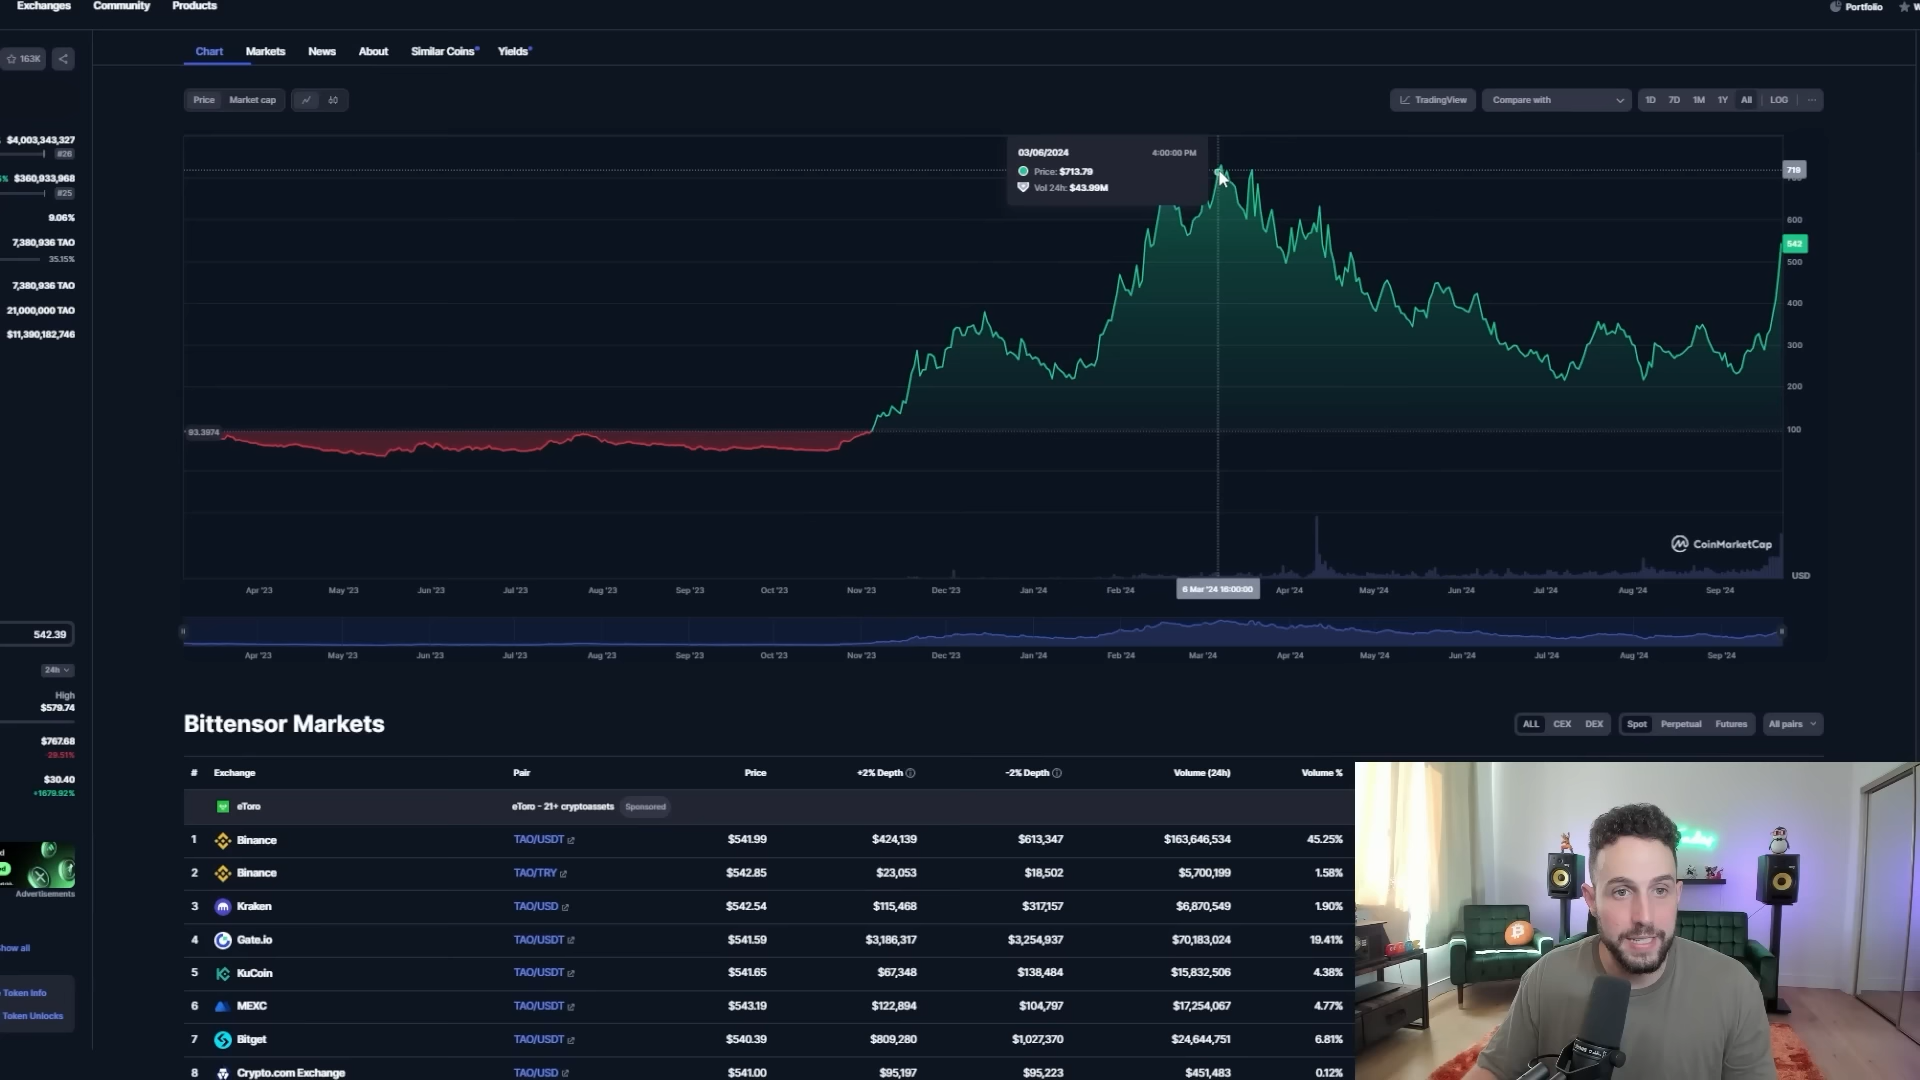 Exchanges Community Products Portfolio
Chart Markets News About Similar Coins Yields
163K
Price Market cap TradingView Compare with 1D 7D 1M 1Y All LOG ...
$4,003,343,327
#26
$360,933,968
#25
9.06%
7,380,936 TAO
35.15%
7,380,936 TAO
21,000,000 TAO
$11,390,182,746
03/06/2024 4:00:00 PM
Price: $713.79
Vol 24h: $43.99M
719
600
542
500
400
300
200
100
93.3974
CoinMarketCap
USD
Apr '23 May '23 Jun '23 Jul '23 Aug '23 Sep '23 Oct '23 Nov '23 Dec '23 Jan '24 Feb '24 6 Mar '24 16:00:00 Apr '24 May '24 Jun '24 Jul '24 Aug '24 Sep '24
Apr '23 May '23 Jun '23 Jul '23 Aug '23 Sep '23 Oct '23 Nov '23 Dec '23 Jan '24 Feb '24 Mar '24 Apr '24 May '24 Jun '24 Jul '24 Aug '24 Sep '24
542.39
24h
High
$579.74
$767.68
-29.51%
$30.40
+1679.92%
Advertisements
Show all
Token Info
Token Unlocks
Bittensor Markets ALL CEX DEX Spot Perpetual Futures All pairs
# Exchange Pair Price +2% Depth -2% Depth Volume (24h) Volume %
eToro eToro - 21+ cryptoassets Sponsored
1 Binance TAO/USDT $541.99 $424,139 $613,347 $163,646,534 45.25%
2 Binance TAO/TRY $542.85 $23,053 $18,502 $5,700,199 1.58%
3 Kraken TAO/USD $542.54 $115,468 $317,157 $6,870,549 1.90%
4 Gate.io TAO/USDT $541.59 $3,186,317 $3,254,937 $70,183,024 19.41%
5 KuCoin TAO/USDT $541.65 $67,348 $138,484 $15,832,506 4.38%
6 MEXC TAO/USDT $543.19 $122,894 $104,797 $17,254,067 4.77%
7 Bitget TAO/USDT $540.39 $809,280 $1,027,370 $24,644,751 6.81%
8 Crypto.com Exchange TAO/USD $541.00 $95,197 $95,223 $451,483 0.12%